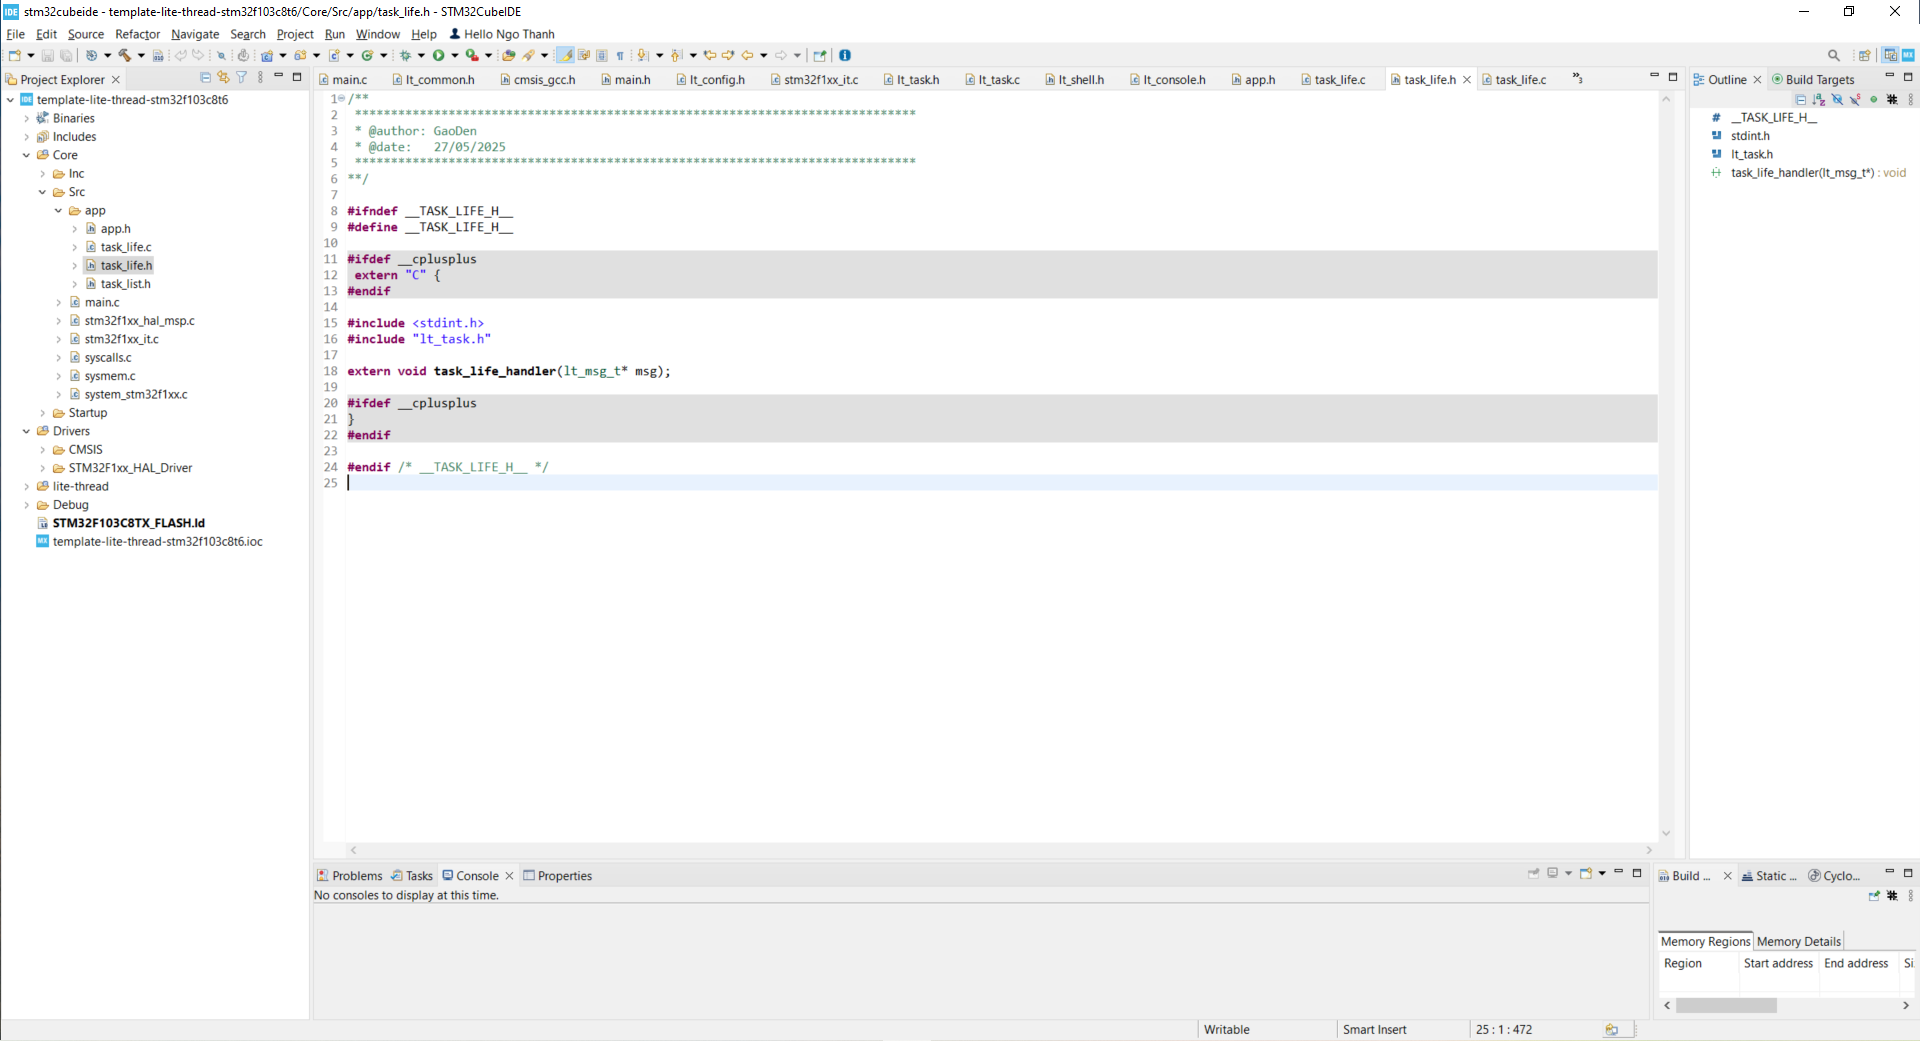 IDE stm32cubeide - template-lite-thread-stm32f103c8t6/Core/Src/app/task_life.h - STM32CubeIDE
File Edit Source Refactor Navigate Search Project Run Window Help Hello Ngo Thanh
Project Explorer
template-lite-thread-stm32f103c8t6
Binaries
Includes
Core
Inc
Src
app
app.h
task_life.c
task_life.h
task_list.h
main.c
stm32f1xx_hal_msp.c
stm32f1xx_it.c
syscalls.c
sysmem.c
system_stm32f1xx.c
Startup
Drivers
CMSIS
STM32F1xx_HAL_Driver
lite-thread
Debug
STM32F103C8TX_FLASH.ld
MX template-lite-thread-stm32f103c8t6.ioc
main.c lt_common.h cmsis_gcc.h main.h lt_config.h stm32f1xx_it.c lt_task.h lt_task.c lt_shell.h lt_console.h app.h task_life.c task_life.h task_life.c »3
1 /**
2 ******************************************************************************
3 * @author: GaoDen
4 * @date:   27/05/2025
5 ******************************************************************************
6 **/
7
8 #ifndef __TASK_LIFE_H__
9 #define __TASK_LIFE_H__
10
11 #ifdef __cplusplus
12 extern "C" {
13 #endif
14
15 #include <stdint.h>
16 #include "lt_task.h"
17
18 extern void task_life_handler(lt_msg_t* msg);
19
20 #ifdef __cplusplus
21 }
22 #endif
23
24 #endif /* __TASK_LIFE_H__ */
25
Outline Build Targets
# __TASK_LIFE_H__
stdint.h
lt_task.h
task_life_handler(lt_msg_t*) : void
Problems Tasks Console Properties
No consoles to display at this time.
Build ... Static ... Cyclo...
Memory Regions Memory Details
Region Start address End address Si
Writable Smart Insert 25 : 1 : 472